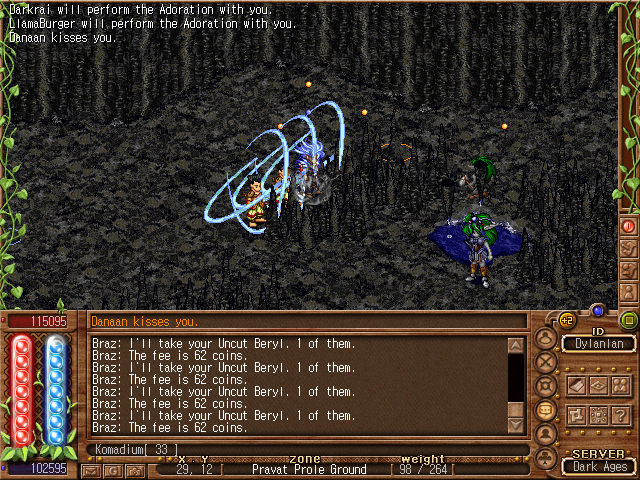 Darkrai will perform the Adoration with you.
LlamaBurger will perform the Adoration with you.
Danaan kisses you.
115095
Danaan kisses you.
+2
ID
Dylanlan
Braz: I'll take your Uncut Beryl. 1 of them.
Braz: The fee is 62 coins.
Braz: I'll take your Uncut Beryl. 1 of them.
Braz: The fee is 62 coins.
Braz: I'll take your Uncut Beryl. 1 of them.
Braz: The fee is 62 coins.
Braz: I'll take your Uncut Beryl. 1 of them.
Braz: The fee is 62 coins.
Komadium[ 33 ]
x y zone weight
102595
G
29, 12 [ Pravat Prole Ground [ 98 / 264 [
?
SERVER
Dark Ages